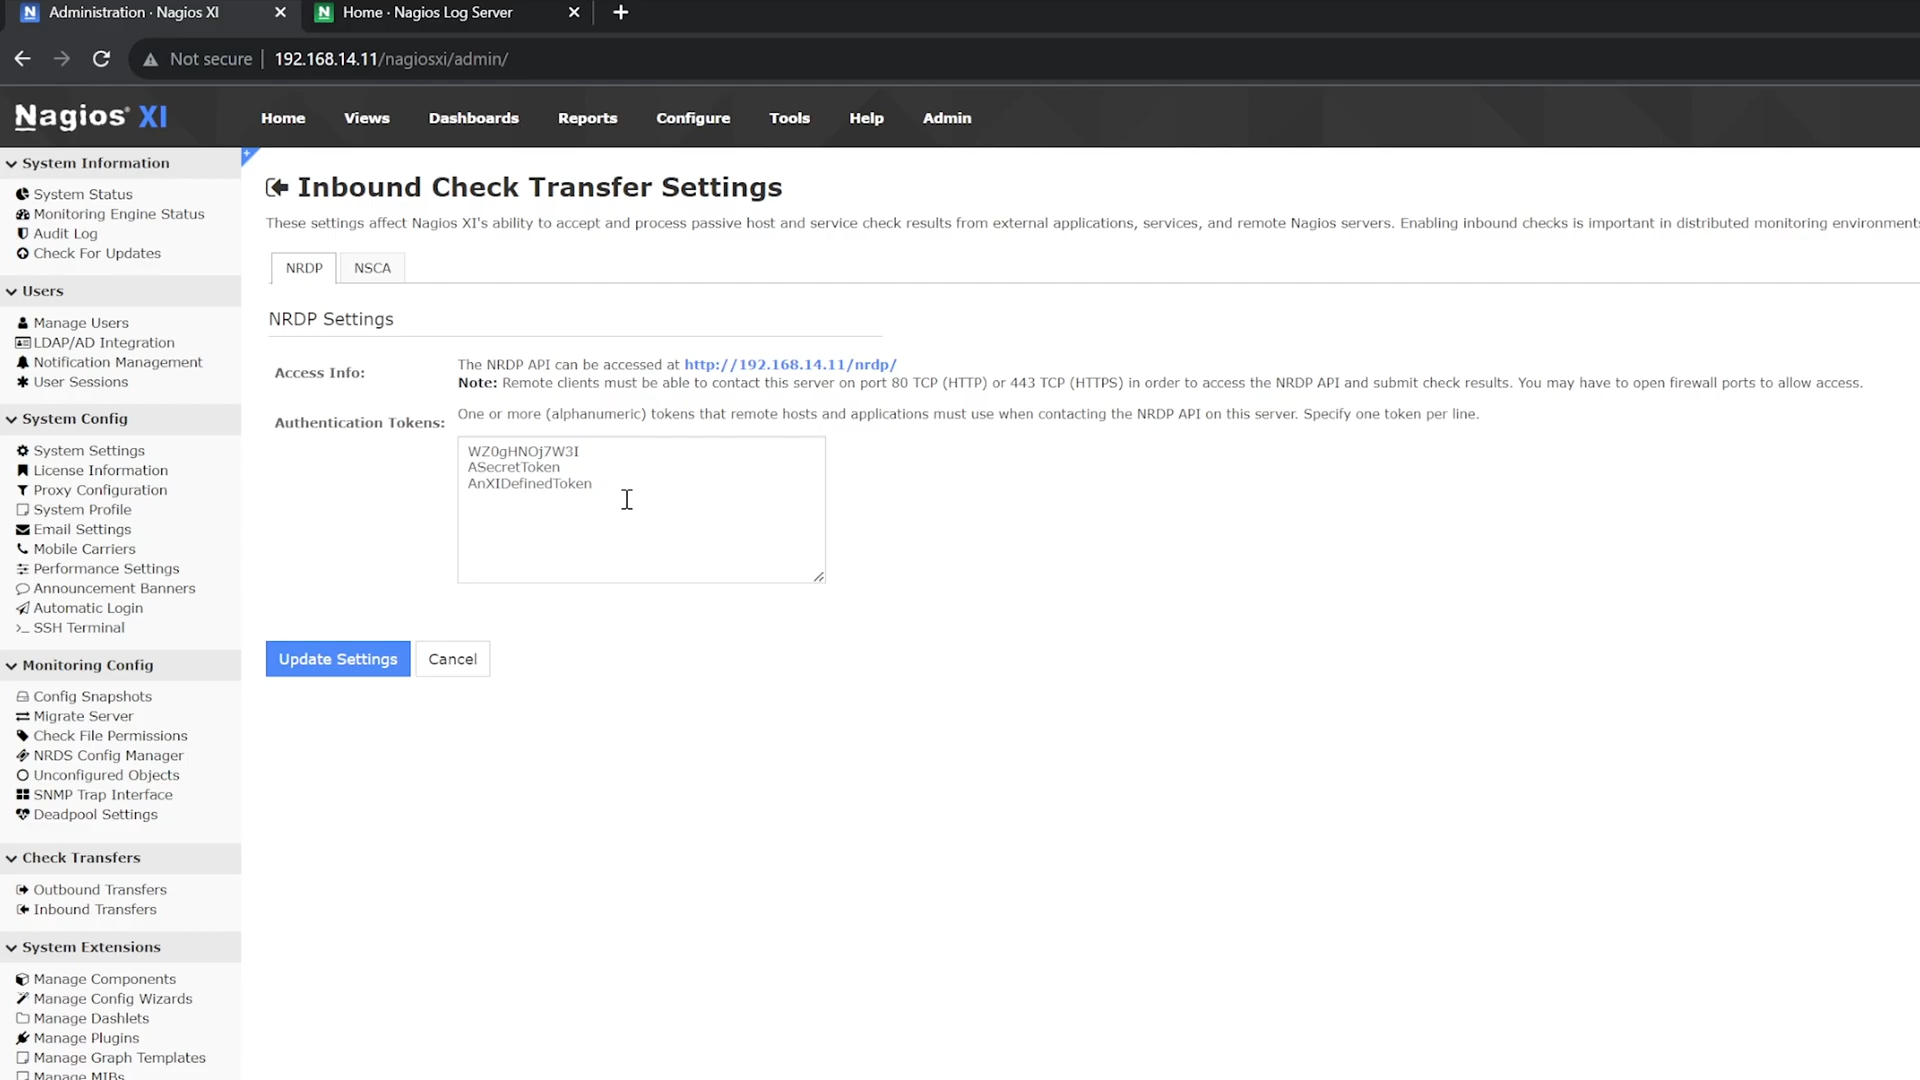 Administration · Nagios XI
Home · Nagios Log Server
Not secure
192.168.14.11/nagiosxi/admin/
Nagios® XI
Home
Views
Dashboards
Reports
Configure
Tools
Help
Admin
System Information
System Status
Monitoring Engine Status
Audit Log
Check For Updates
Users
Manage Users
LDAP/AD Integration
Notification Management
User Sessions
System Config
System Settings
License Information
Proxy Configuration
System Profile
Email Settings
Mobile Carriers
Performance Settings
Announcement Banners
Automatic Login
SSH Terminal
Monitoring Config
Config Snapshots
Migrate Server
Check File Permissions
NRDS Config Manager
Unconfigured Objects
SNMP Trap Interface
Deadpool Settings
Check Transfers
Outbound Transfers
Inbound Transfers
System Extensions
Manage Components
Manage Config Wizards
Manage Dashlets
Manage Plugins
Manage Graph Templates
Manage MIBs
Inbound Check Transfer Settings
These settings affect Nagios XI's ability to accept and process passive host and service check results from external applications, services, and remote Nagios servers. Enabling inbound checks is important in distributed monitoring environments
NRDP
NSCA
NRDP Settings
Access Info:
The NRDP API can be accessed at http://192.168.14.11/nrdp/
Note: Remote clients must be able to contact this server on port 80 TCP (HTTP) or 443 TCP (HTTPS) in order to access the NRDP API and submit check results. You may have to open firewall ports to allow access.
Authentication Tokens:
One or more (alphanumeric) tokens that remote hosts and applications must use when contacting the NRDP API on this server. Specify one token per line.
WZ0gHNOj7W3I
ASecretToken
AnXIDefinedToken
Update Settings
Cancel